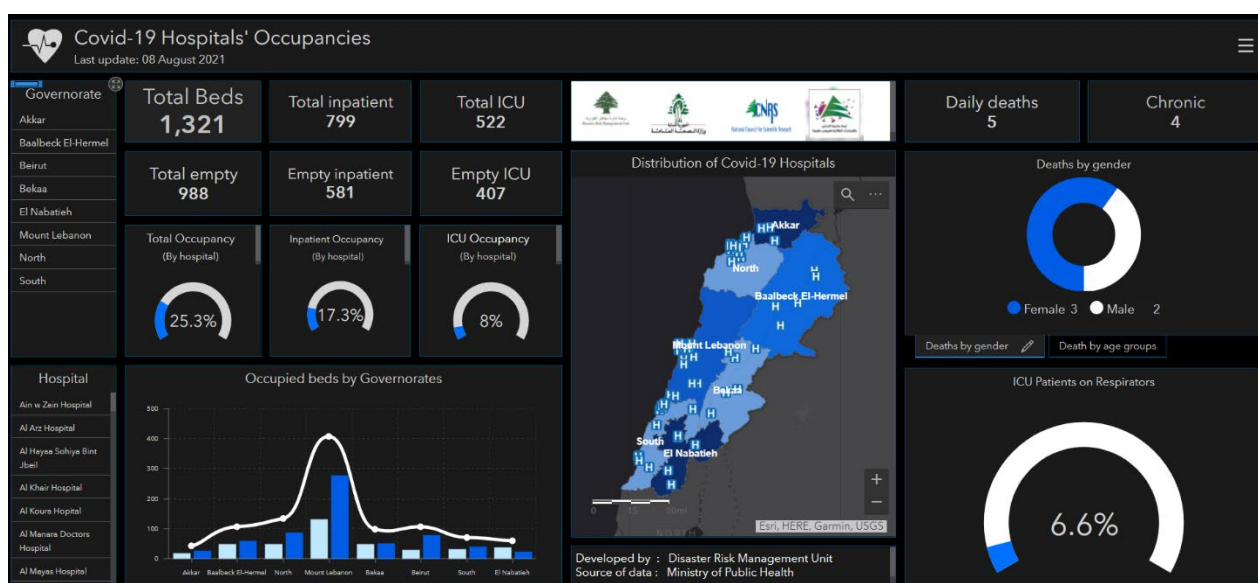 Covid-19 Hospitals' Occupancies
Last update: 08 August 2021
Governorate
Akkar
Baalbeck El-Hermel
Beirut
Bekaa
El Nabatieh
Mount Lebanon
North
South
Total Beds
1,321
Total inpatient
799
Total ICU
522
Total empty
988
Empty inpatient
581
Empty ICU
407
Total Occupancy
(By hospital)
25.3%
Inpatient Occupancy
(By hospital)
17.3%
ICU Occupancy
(By hospital)
8%
CNRS
National Council for Scientific Research
Distribution of Covid-19 Hospitals
Akkar
North
Baalbeck El-Hermel
Mount Lebanon
Bekaa
South
El Nabatieh
0 15 30mi
Esri, HERE, Garmin, USGS
Developed by : Disaster Risk Management Unit
Source of data : Ministry of Public Health
Daily deaths
5
Chronic
4
Deaths by gender
Female 3 Male 2
Deaths by gender
Death by age groups
ICU Patients on Respirators
6.6%
Hospital
Ain w Zein Hospital
Al Arz Hospital
Al Hayaa Sohiya Bint
Jbeil
Al Khair Hospital
Al Koura Hopital
Al Manara Doctors
Hospital
Al Mayas Hospital
Occupied beds by Governorates
500
400
300
200
100
0
Akkar Baalbeck El-Hermel North Mount Lebanon Bekaa Beirut South El Nabatieh